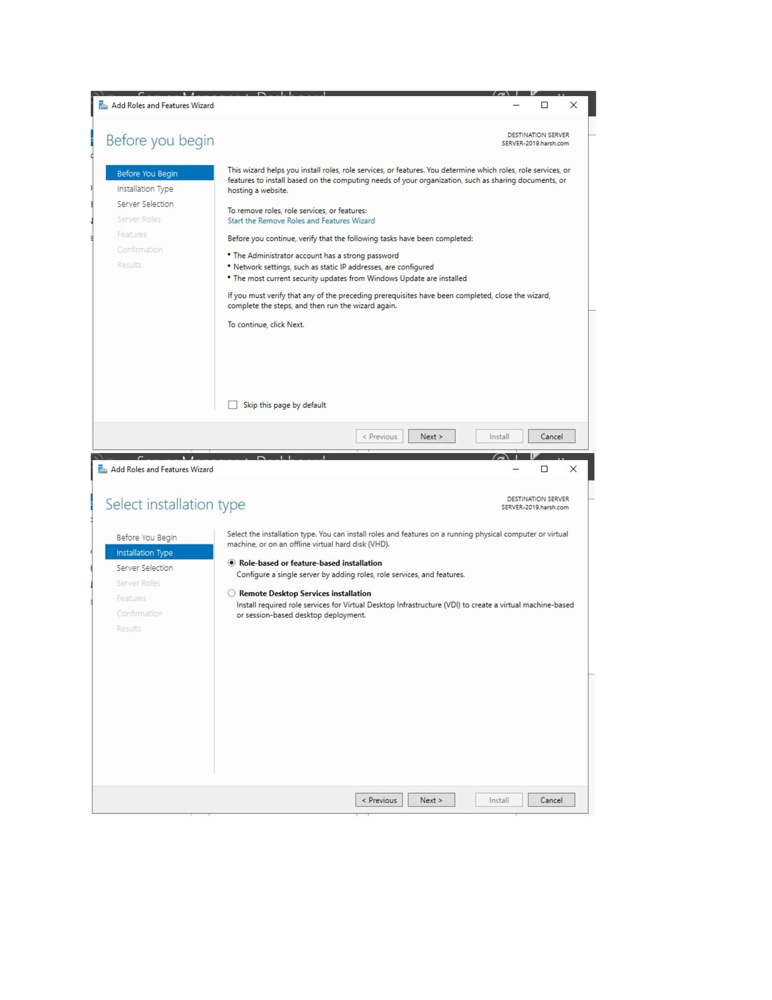 Server Manager › Dashboard
Add Roles and Features Wizard
Before you begin
DESTINATION SERVER
SERVER-2019.harsh.com
Before You Begin
Installation Type
Server Selection
Server Roles
Features
Confirmation
Results
This wizard helps you install roles, role services, or features. You determine which roles, role services, or
features to install based on the computing needs of your organization, such as sharing documents, or
hosting a website.
To remove roles, role services, or features:
Start the Remove Roles and Features Wizard
Before you continue, verify that the following tasks have been completed:
• The Administrator account has a strong password
• Network settings, such as static IP addresses, are configured
• The most current security updates from Windows Update are installed
If you must verify that any of the preceding prerequisites have been completed, close the wizard,
complete the steps, and then run the wizard again.
To continue, click Next.
Skip this page by default
< Previous
Next >
Install
Cancel
Server Manager › Dashboard
Add Roles and Features Wizard
Select installation type
DESTINATION SERVER
SERVER-2019.harsh.com
Before You Begin
Installation Type
Server Selection
Server Roles
Features
Confirmation
Results
Select the installation type. You can install roles and features on a running physical computer or virtual
machine, or on an offline virtual hard disk (VHD).
Role-based or feature-based installation
Configure a single server by adding roles, role services, and features.
Remote Desktop Services installation
Install required role services for Virtual Desktop Infrastructure (VDI) to create a virtual machine-based
or session-based desktop deployment.
< Previous
Next >
Install
Cancel